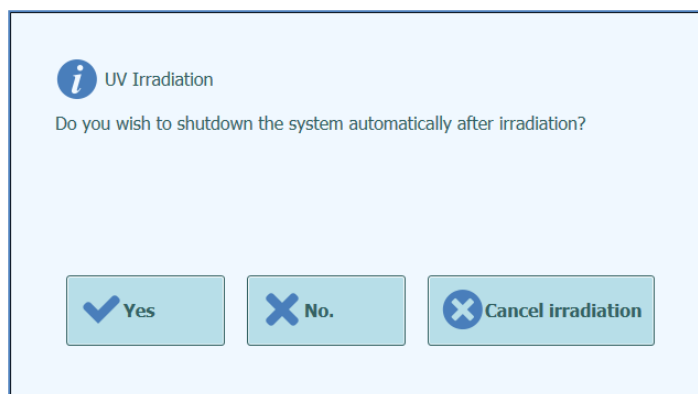 UV Irradiation
Do you wish to shutdown the system automatically after irradiation?
Yes
No.
Cancel irradiation